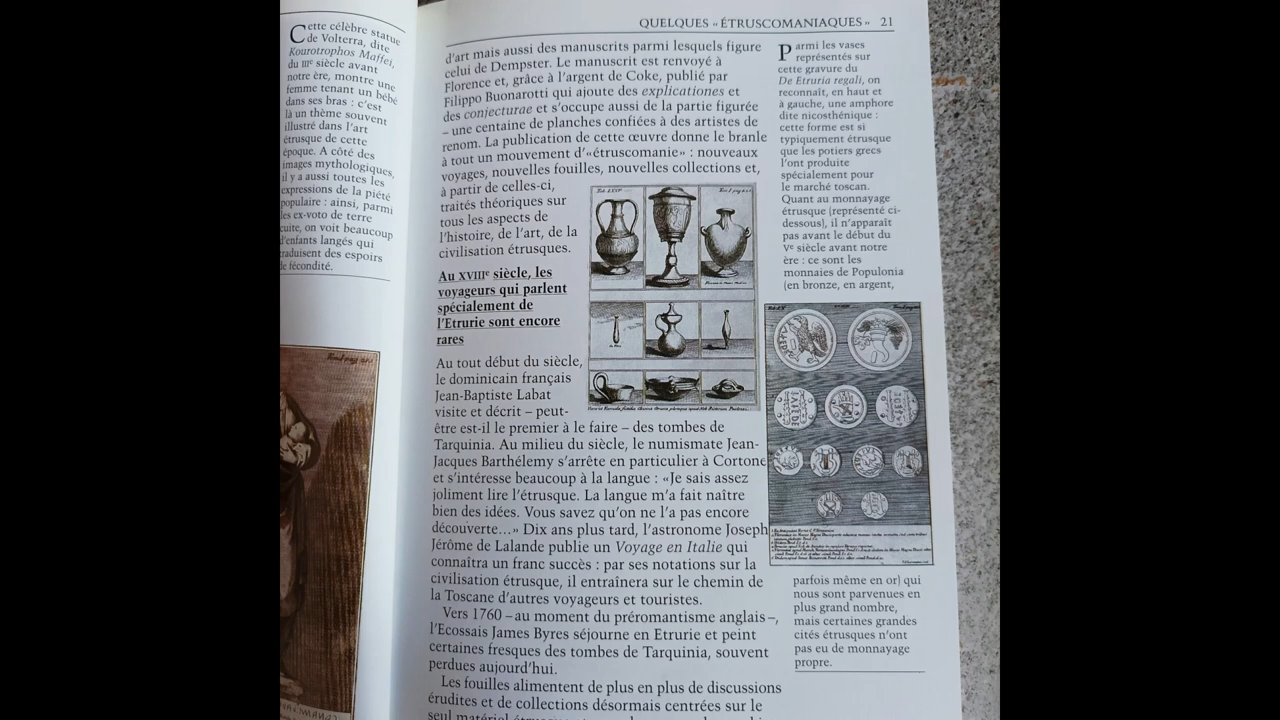 Cette célèbre statue
de Volterra, dite
Kourotrophos Maffei,
du IIIe siècle avant
notre ère, montre une
femme tenant un bébé
dans ses bras : c'est
là un thème souvent
illustré dans l'art
étrusque de cette
époque. A côté des
images mythologiques,
il y a aussi toutes les
expressions de la piété
populaire : ainsi, parmi
les ex-voto de terre
cuite, on voit beaucoup
d'enfants langés qui
traduisent des espoirs
de fécondité.
QUELQUES «ÉTRUSCOMANIAQUES» 21
d'art mais aussi des manuscrits parmi lesquels figure
celui de Dempster. Le manuscrit est renvoyé à
Florence et, grâce à l'argent de Coke, publié par
Filippo Buonarotti qui ajoute des explicationes et
des conjecturae et s'occupe aussi de la partie figurée
– une centaine de planches confiées à des artistes de
renom. La publication de cette œuvre donne le branle
à tout un mouvement d'«étruscomanie» : nouveaux
voyages, nouvelles fouilles, nouvelles collections et,
à partir de celles-ci,
traités théoriques sur
tous les aspects de
l'histoire, de l'art, de la
civilisation étrusques.
Au XVIIIe siècle, les
voyageurs qui parlent
spécialement de
l'Etrurie sont encore
rares
Au tout début du siècle,
le dominicain français
Jean-Baptiste Labat
visite et décrit – peut-
être est-il le premier à le faire – des tombes de
Tarquinia. Au milieu du siècle, le numismate Jean-
Jacques Barthélemy s'arrête en particulier à Cortone
et s'intéresse beaucoup à la langue : «Je sais assez
joliment lire l'étrusque. La langue m'a fait naître
bien des idées. Vous savez qu'on ne l'a pas encore
découverte...» Dix ans plus tard, l'astronome Joseph
Jérôme de Lalande publie un Voyage en Italie qui
connaîtra un franc succès : par ses notations sur la
civilisation étrusque, il entraînera sur le chemin de
la Toscane d'autres voyageurs et touristes.
Vers 1760 – au moment du préromantisme anglais –,
l'Ecossais James Byres séjourne en Etrurie et peint
certaines fresques des tombes de Tarquinia, souvent
perdues aujourd'hui.
Les fouilles alimentent de plus en plus de discussions
érudites et de collections désormais centrées sur le
seul matériel
Parmi les vases
représentés sur
cette gravure du
De Etruria regali, on
reconnaît, en haut et
à gauche, une amphore
dite nicosthénique :
cette forme est si
typiquement étrusque
que les potiers grecs
l'ont produite
spécialement pour
le marché toscan.
Quant au monnayage
étrusque (représenté ci-
dessous), il n'apparaît
pas avant le début du
Ve siècle avant notre
ère : ce sont les
monnaies de Populonia
(en bronze, en argent,
parfois même en or) qui
nous sont parvenues en
plus grand nombre,
mais certaines grandes
cités étrusques n'ont
pas eu de monnayage
propre.